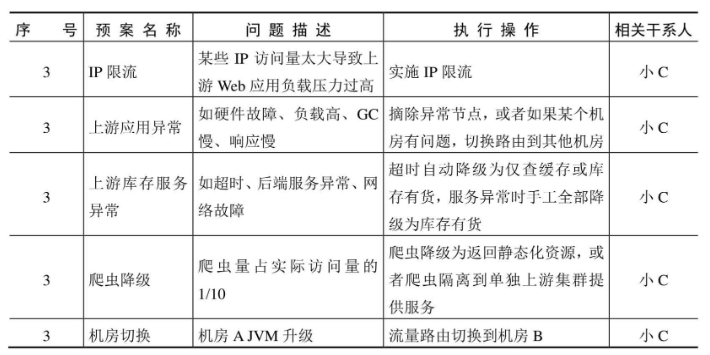 序 号 预 案 名 称 问 题 描 述 执 行 操 作 相关干系人
3 IP 限流 某些 IP 访问量太大导致上游 Web 应用负载压力过高 实施 IP 限流 小 C
3 上游应用异常 如硬件故障、负载高、GC 慢、响应慢 摘除异常节点，或者如果某个机房有问题，切换路由到其他机房 小 C
3 上游库存服务异常 如超时、后端服务异常、网络故障 超时自动降级为仅查缓存或库存有货，服务异常时手工全部降级为库存有货 小 C
3 爬虫降级 爬虫量占实际访问量的 1/10 爬虫降级为返回静态化资源，或者爬虫隔离到单独上游集群提供服务 小 C
3 机房切换 机房 A JVM 升级 流量路由切换到机房 B 小 C